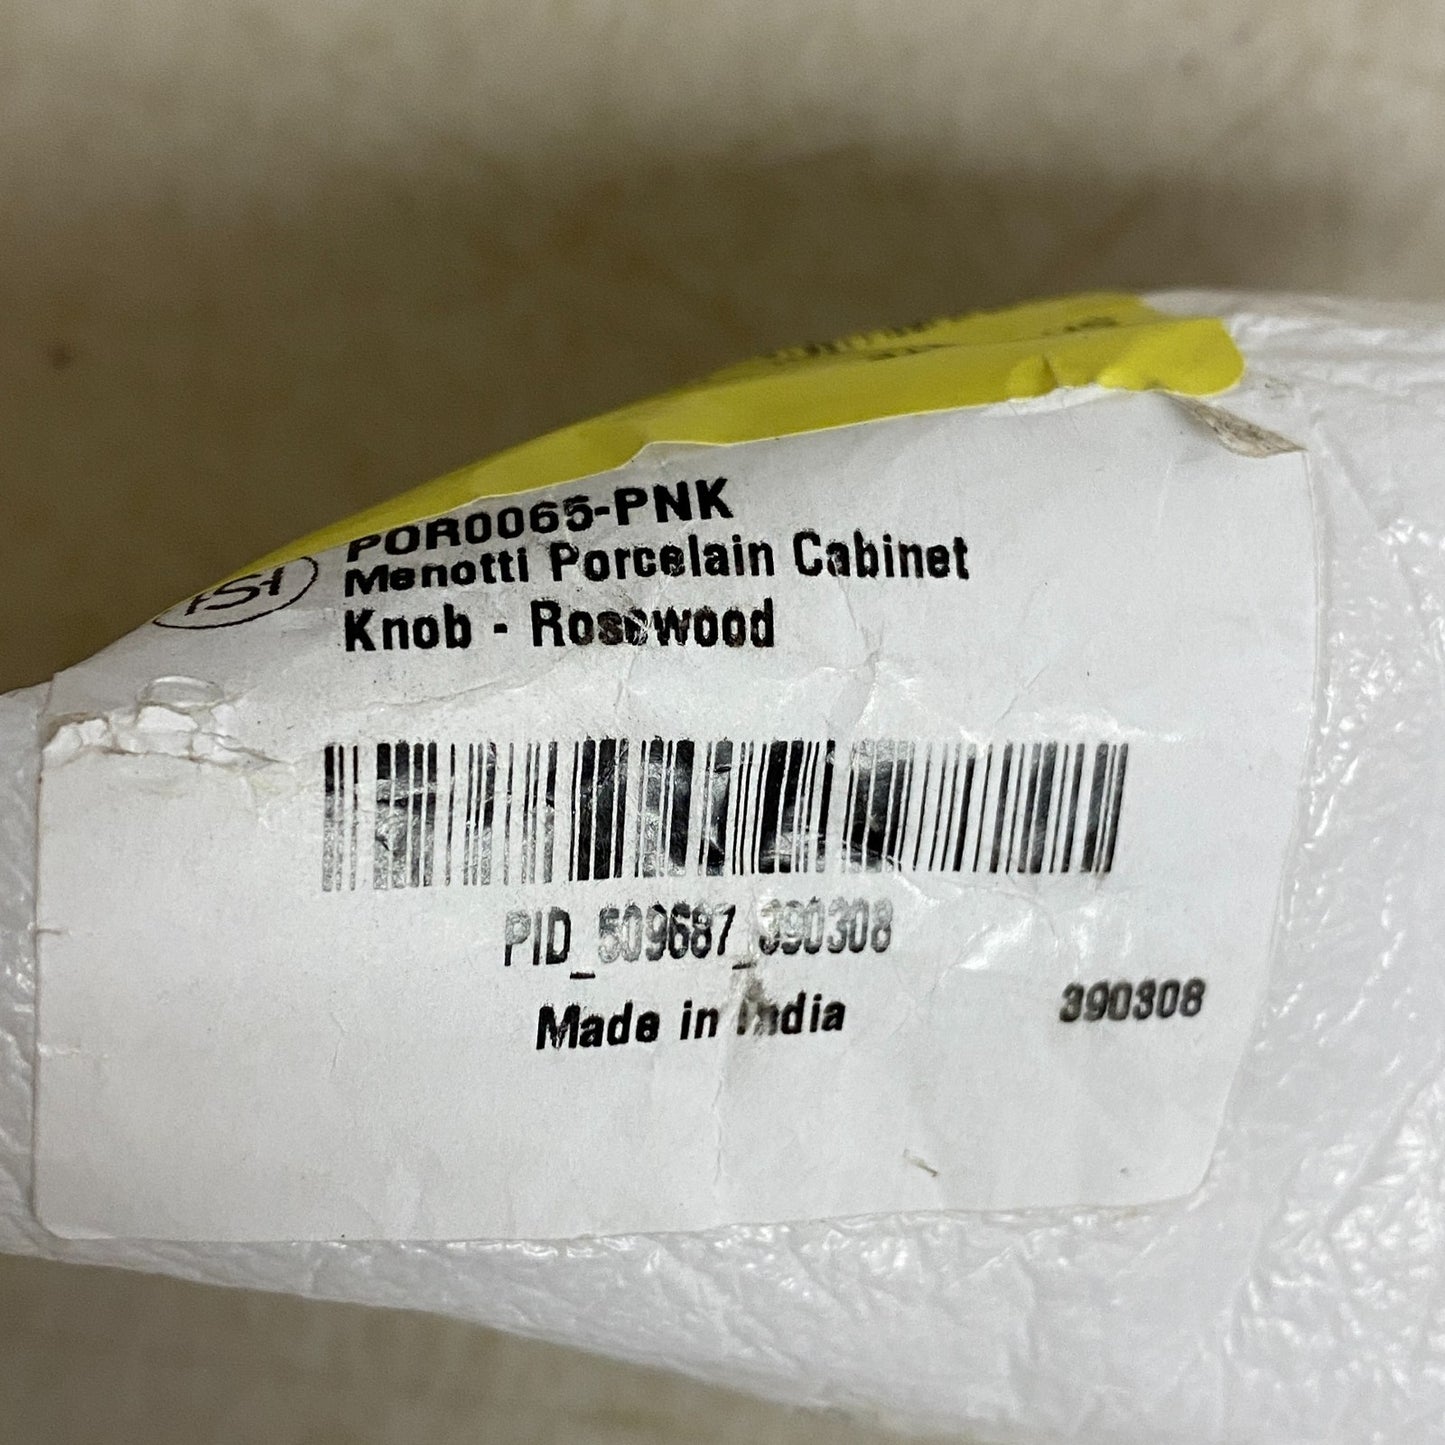 POR0065-PNK
Menotti Porcelain Cabinet
Knob - Rosewood
PID_509687_390308
Made in India
390308